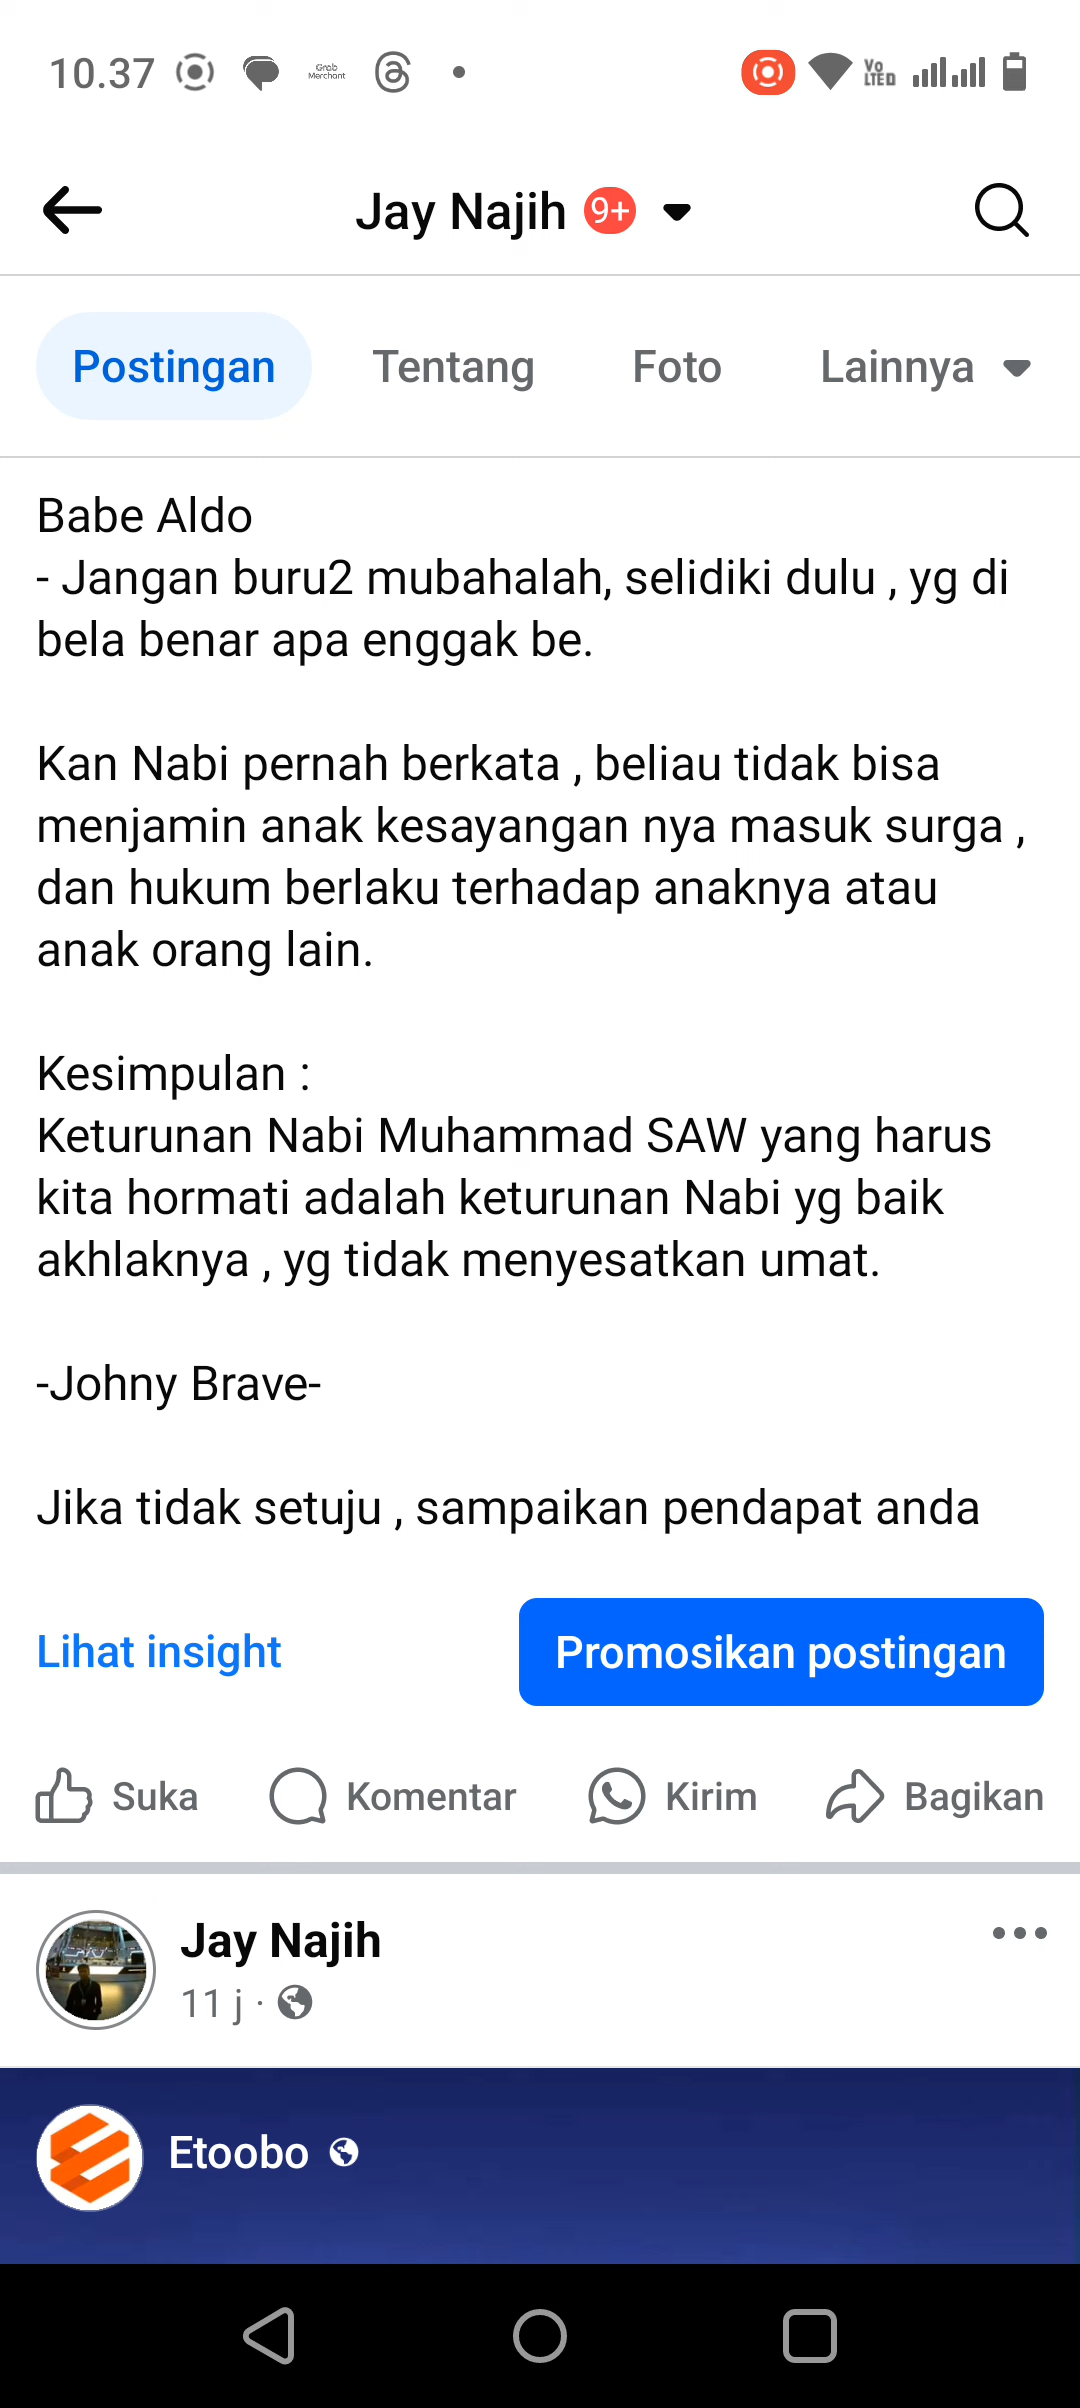 10.37
Grab
Merchant
Vo
LTED
Jay Najih 9+
Postingan Tentang Foto Lainnya
Babe Aldo
- Jangan buru2 mubahalah, selidiki dulu , yg di
bela benar apa enggak be.
Kan Nabi pernah berkata , beliau tidak bisa
menjamin anak kesayangan nya masuk surga ,
dan hukum berlaku terhadap anaknya atau
anak orang lain.
Kesimpulan :
Keturunan Nabi Muhammad SAW yang harus
kita hormati adalah keturunan Nabi yg baik
akhlaknya , yg tidak menyesatkan umat.
-Johny Brave-
Jika tidak setuju , sampaikan pendapat anda
Lihat insight Promosikan postingan
Suka Komentar Kirim Bagikan
Jay Najih
11 j ·
Etoobo